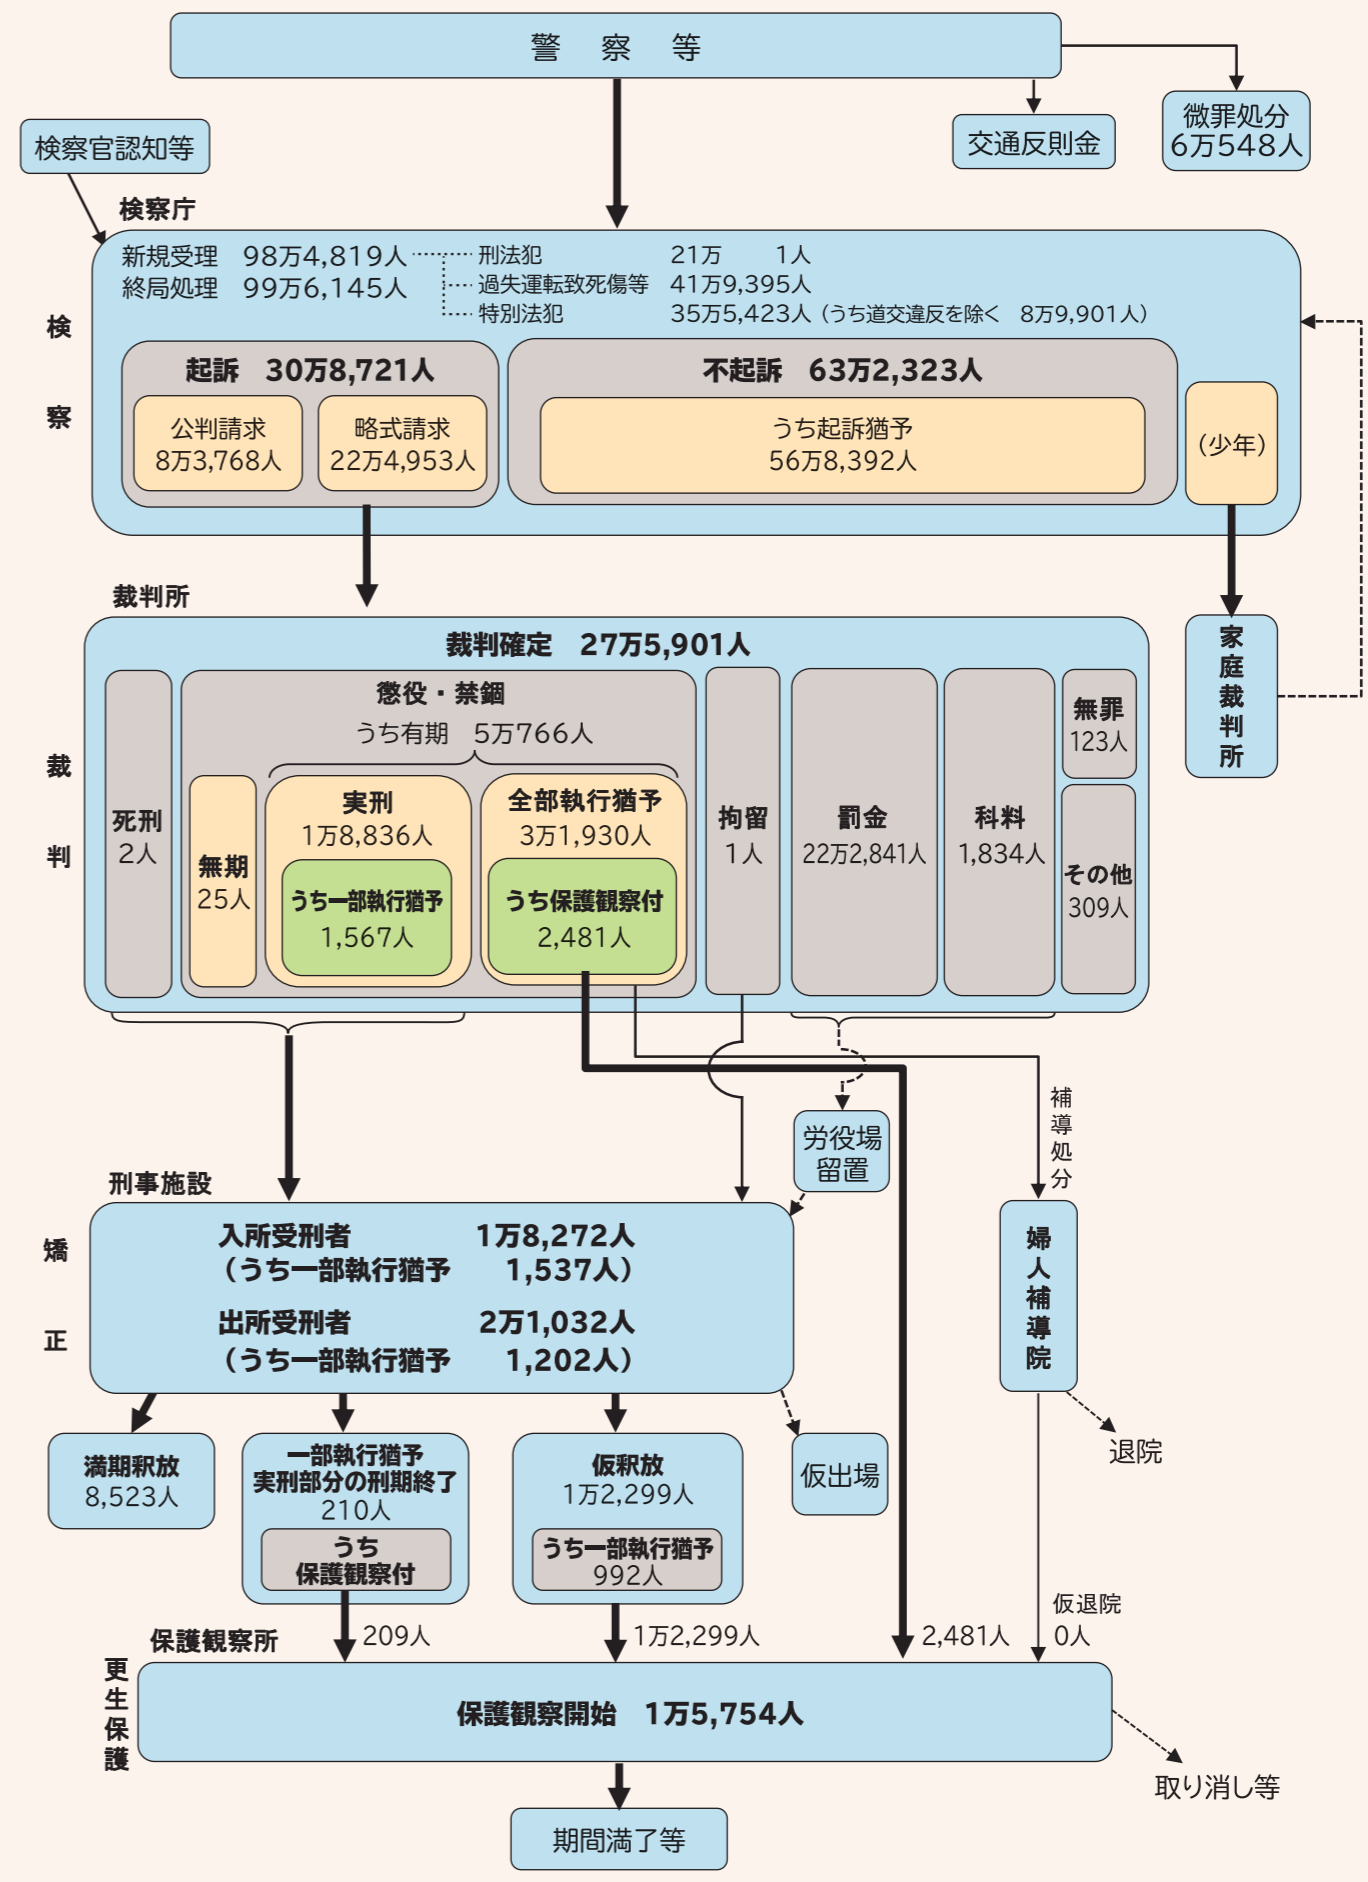 警察等
検察官認知等
交通反則金
微罪処分
6万548人
検察庁
検察
新規受理 98万4,819人
終局処理 99万6,145人
刑法犯 21万 1人
過失運転致死傷等 41万9,395人
特別法犯 35万5,423人（うち道交違反を除く 8万9,901人）
起訴 30万8,721人
公判請求
8万3,768人
略式請求
22万4,953人
不起訴 63万2,323人
うち起訴猶予
56万8,392人
（少年）
家庭裁判所
裁判所
裁判
裁判確定 27万5,901人
死刑
2人
懲役・禁錮
うち有期 5万766人
無期
25人
実刑
1万8,836人
うち一部執行猶予
1,567人
全部執行猶予
3万1,930人
うち保護観察付
2,481人
拘留
1人
罰金
22万2,841人
科料
1,834人
無罪
123人
その他
309人
労役場
留置
補導処分
婦人補導院
退院
刑事施設
矯正
入所受刑者 1万8,272人
（うち一部執行猶予 1,537人）
出所受刑者 2万1,032人
（うち一部執行猶予 1,202人）
満期釈放
8,523人
一部執行猶予
実刑部分の刑期終了
210人
うち
保護観察付
仮釈放
1万2,299人
うち一部執行猶予
992人
仮出場
保護観察所
209人
1万2,299人
2,481人
仮退院
0人
更生保護
保護観察開始 1万5,754人
取り消し等
期間満了等